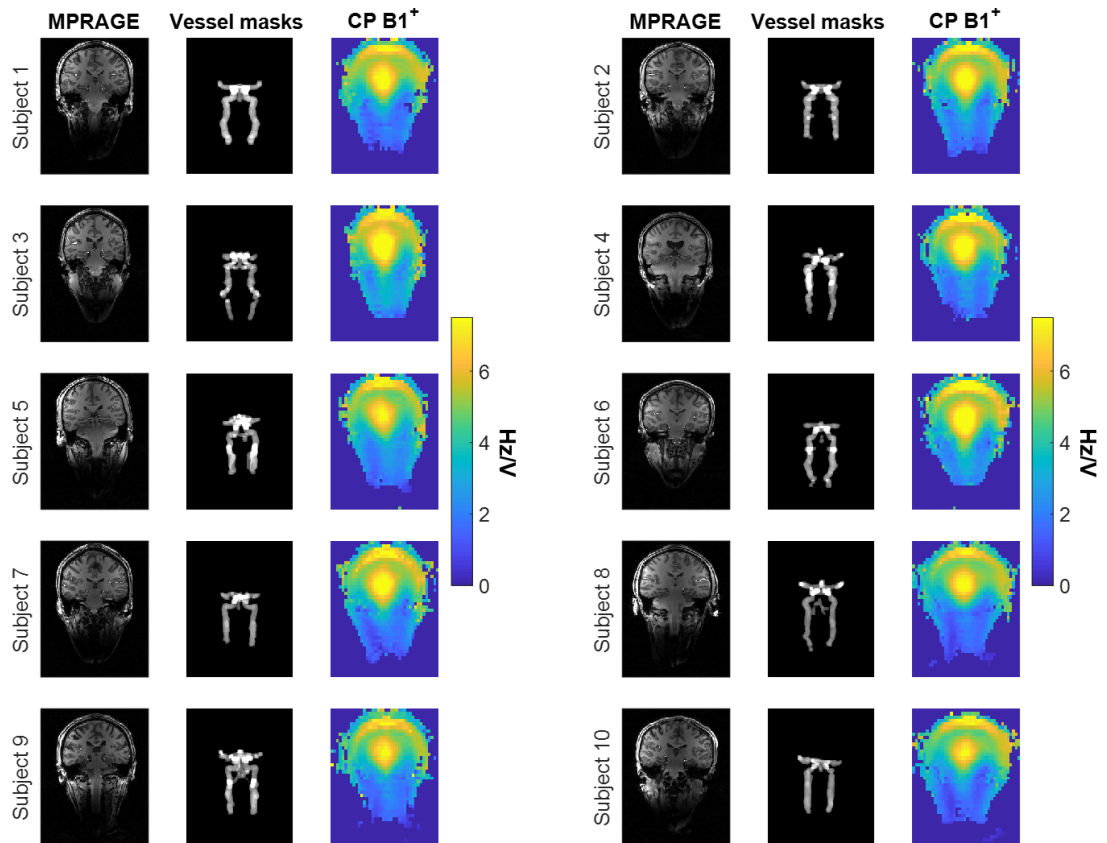 MPRAGE Vessel masks CP B1+ MPRAGE Vessel masks CP B1+
Subject 1
Subject 2
Subject 3
Subject 4
Subject 5
Subject 6
Subject 7
Subject 8
Subject 9
Subject 10
6
4
2
0
Hz/V
6
4
2
0
Hz/V